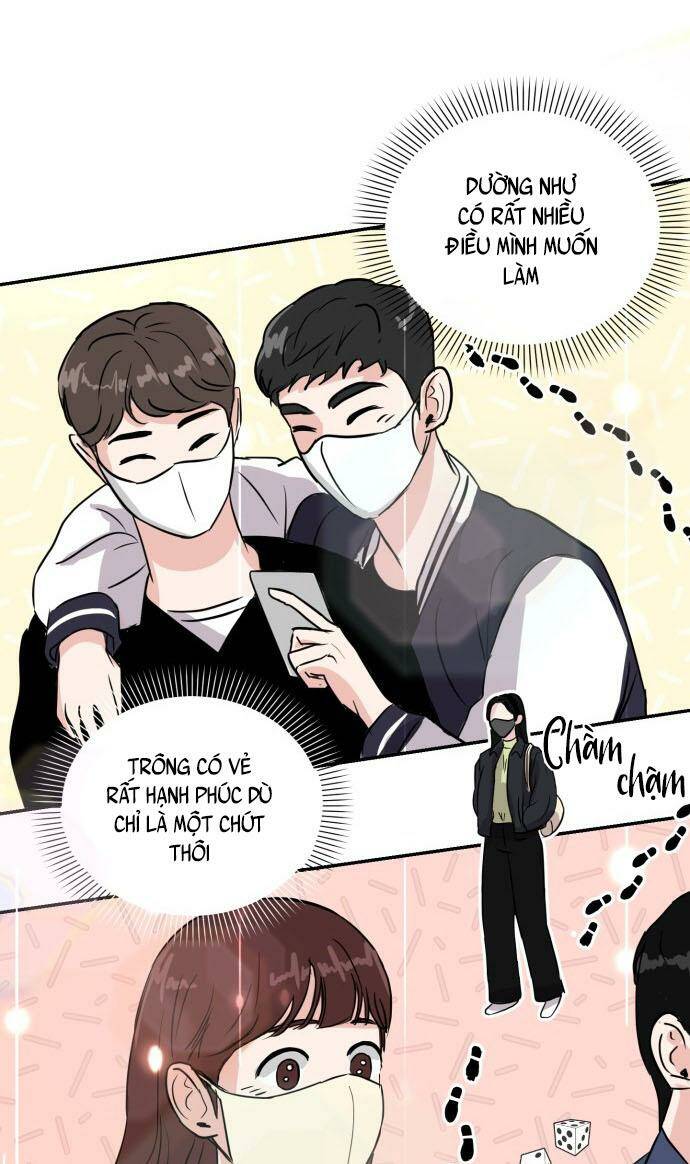 DƯỜNG NHƯ
CÓ RẤT NHIỀU
ĐIỀU MÌNH MUỐN
LÀM
Chầm
chậm
TRÔNG CÓ VẺ
RẤT HẠNH PHÚC DÙ
CHỈ LÀ MỘT CHÚT
THÔI